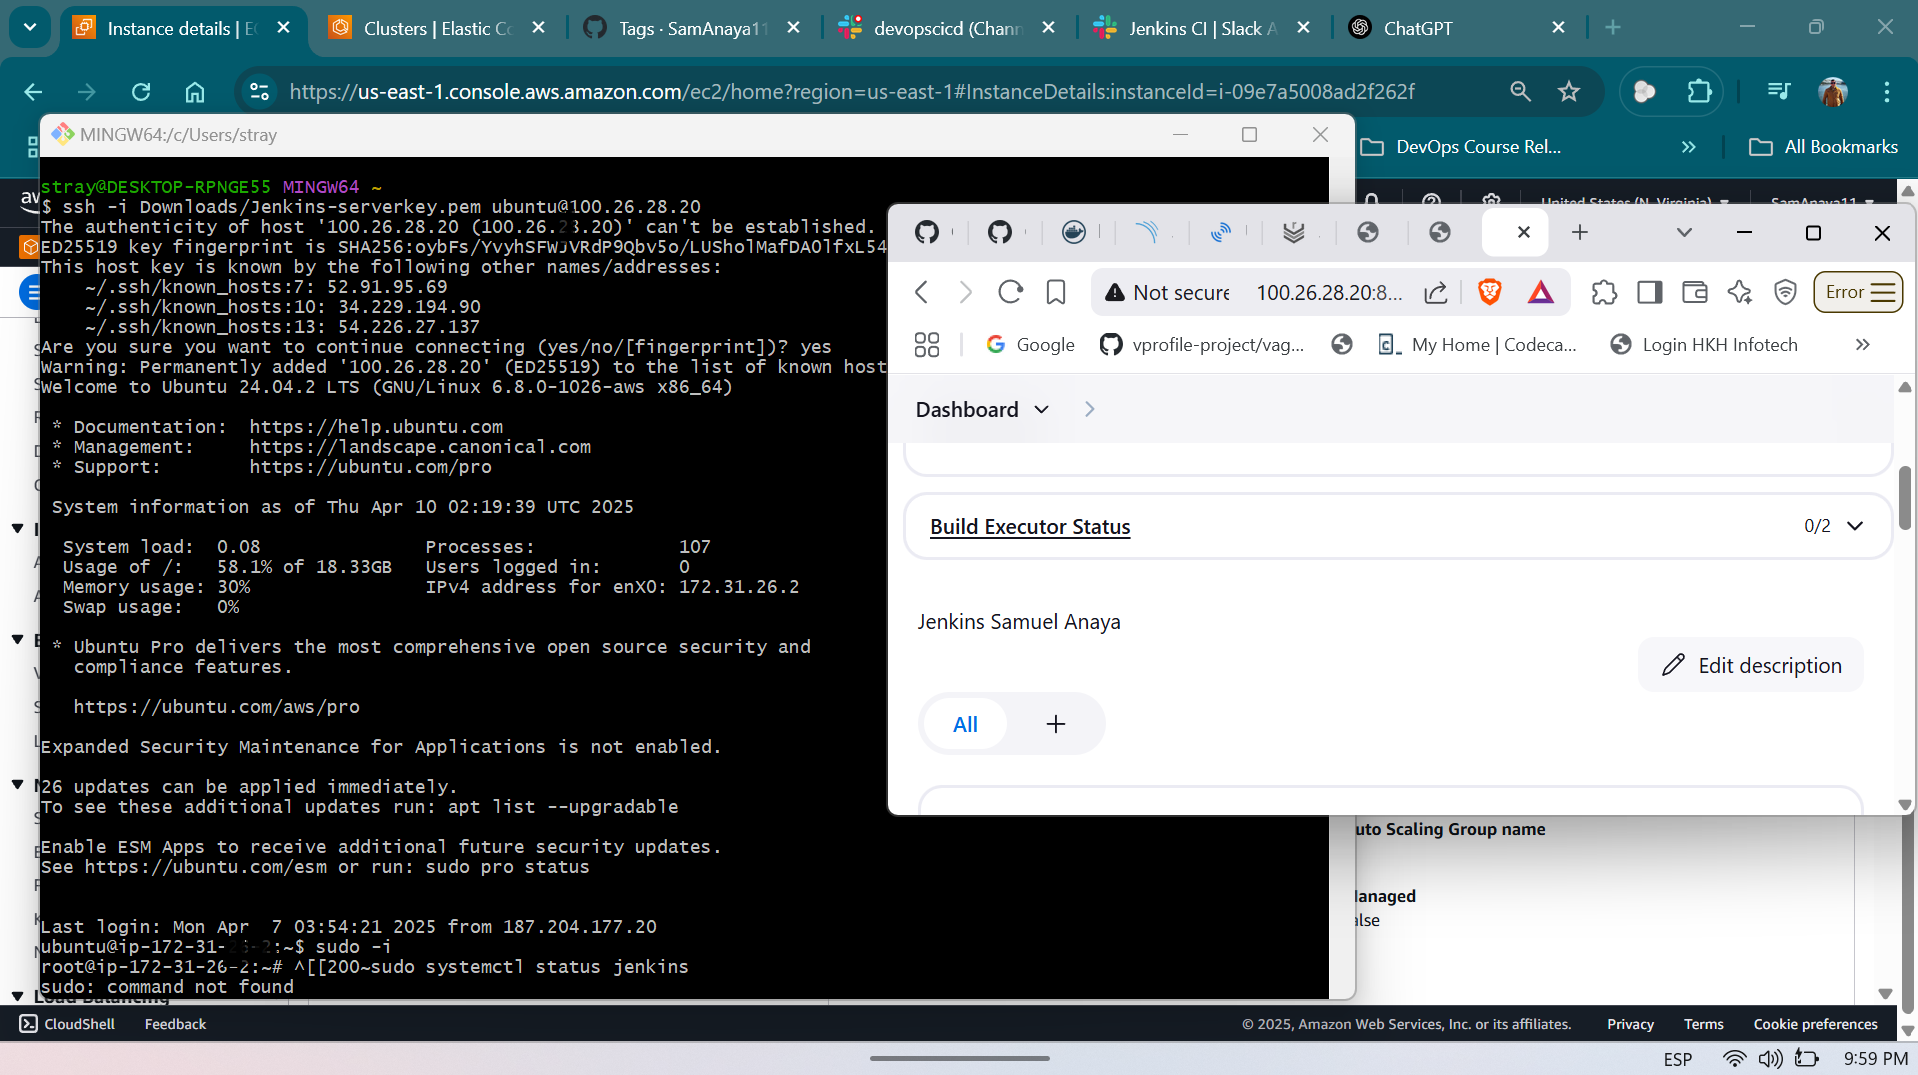 Instance details | EC
Clusters | Elastic Co
Tags · SamAnaya11
devopscicd (Chann
Jenkins CI | Slack A
ChatGPT
https://us-east-1.console.aws.amazon.com/ec2/home?region=us-east-1#InstanceDetails:instanceId=i-09e7a5008ad2f262f
DevOps Course Rel...
All Bookmarks
MINGW64:/c/Users/stray
United States (N. Virginia)
SamAnaya11
stray@DESKTOP-RPNGE55 MINGW64 ~
$ ssh -i Downloads/Jenkins-serverkey.pem ubuntu@100.26.28.20
The authenticity of host '100.26.28.20 (100.26.28.20)' can't be established.
ED25519 key fingerprint is SHA256:oybFs/YvyhSFWJVRdP9Qbv5o/LUSholMafDAOlfxL54
This host key is known by the following other names/addresses:
~/.ssh/known_hosts:7: 52.91.95.69
~/.ssh/known_hosts:10: 34.229.194.90
~/.ssh/known_hosts:13: 54.226.27.137
Are you sure you want to continue connecting (yes/no/[fingerprint])? yes
Warning: Permanently added '100.26.28.20' (ED25519) to the list of known host
Welcome to Ubuntu 24.04.2 LTS (GNU/Linux 6.8.0-1026-aws x86_64)
* Documentation: https://help.ubuntu.com
* Management: https://landscape.canonical.com
* Support: https://ubuntu.com/pro
System information as of Thu Apr 10 02:19:39 UTC 2025
System load: 0.08 Processes: 107
Usage of /: 58.1% of 18.33GB Users logged in: 0
Memory usage: 30% IPv4 address for enX0: 172.31.26.2
Swap usage: 0%
* Ubuntu Pro delivers the most comprehensive open source security and
compliance features.
https://ubuntu.com/aws/pro
Expanded Security Maintenance for Applications is not enabled.
26 updates can be applied immediately.
To see these additional updates run: apt list --upgradable
Enable ESM Apps to receive additional future security updates.
See https://ubuntu.com/esm or run: sudo pro status
Last login: Mon Apr 7 03:54:21 2025 from 187.204.177.20
ubuntu@ip-172-31-26-2:~$ sudo -i
root@ip-172-31-26-2:~# ^[[200~sudo systemctl status jenkins
sudo: command not found
Not secure
100.26.28.20:8...
Error
Google
vprofile-project/vag...
My Home | Codeca...
Login HKH Infotech
Dashboard
Build Executor Status
0/2
Jenkins Samuel Anaya
Edit description
All
+
uto Scaling Group name
anaged
alse
Load Balancing
CloudShell
Feedback
© 2025, Amazon Web Services, Inc. or its affiliates.
Privacy
Terms
Cookie preferences
ESP
9:59 PM